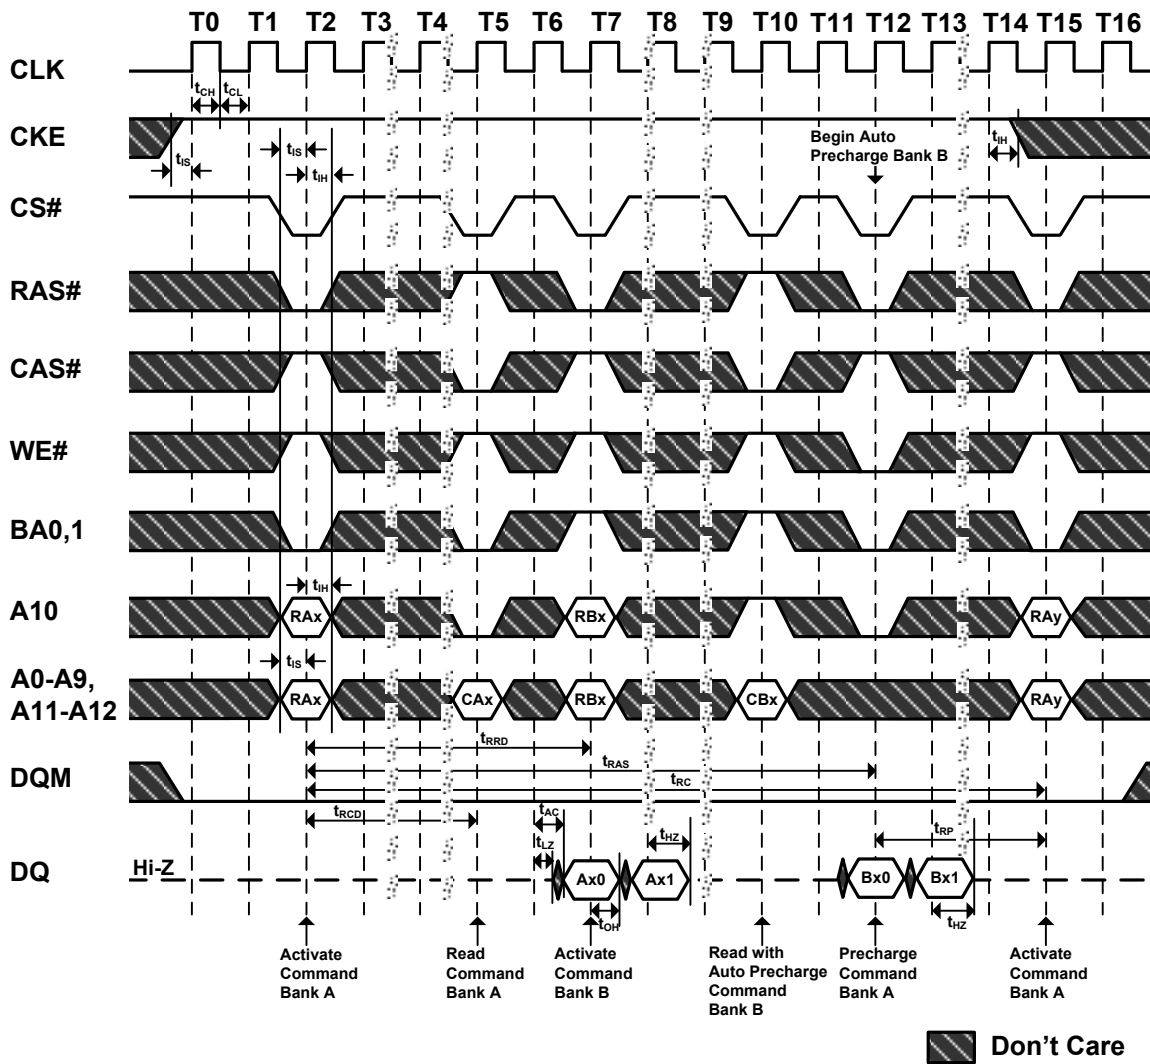 T0 T1 T2 T3 T4 T5 T6 T7 T8 T9 T10 T11 T12 T13 T14 T15 T16
CLK
tCH tCL
CKE
tIS
tIS
tIH
Begin Auto
Precharge Bank B
tIH
CS#
RAS#
CAS#
WE#
BA0,1
tIH
A10
RAx RBx RAy
tIS
A0-A9,
A11-A12
RAx CAx RBx CBx RAy
tRRD
tRAS
DQM
tRC
tRCD
tAC
tLZ
tHZ
tRP
DQ
Hi-Z
Ax0 Ax1 Bx0 Bx1
tOH
tHZ
Activate
Command
Bank A
Read
Command
Bank A
Activate
Command
Bank B
Read with
Auto Precharge
Command
Bank B
Precharge
Command
Bank A
Activate
Command
Bank A
Don't Care